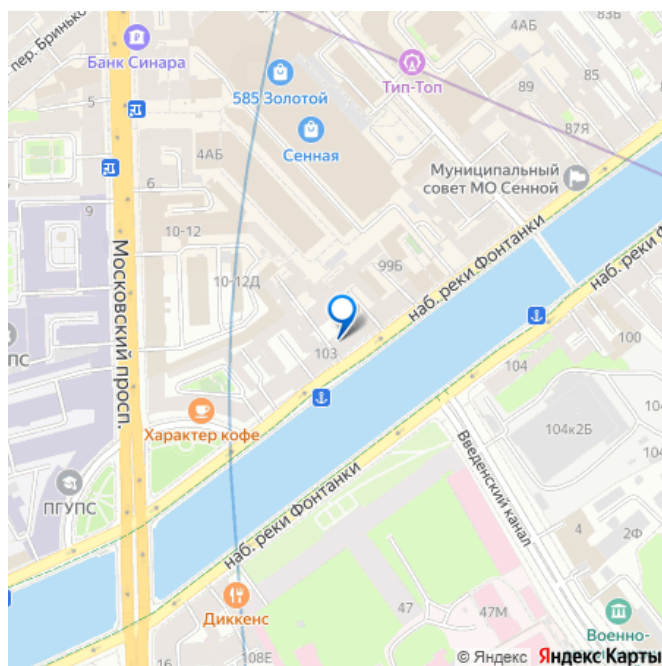 пер. Бринько
83Б
Банк Синара
585 Золотой
Тип-Топ
89
85
5
4АБ
87Я
Сенная
4АБ
6
Муниципальный
совет МО Сенной
9
10-12
10-12Д
99Б
наб. реки Фонтанки
наб. реки Ф
Московский просп.
103
100
ПС
104
Характер кофе
104к2Б
104
Введенский канал
ПГУПС
наб. реки Фонтанки
4
2Ф
Диккенс
47
47М
Военно-
16
108Е
© Яндекс Яндекс Карты